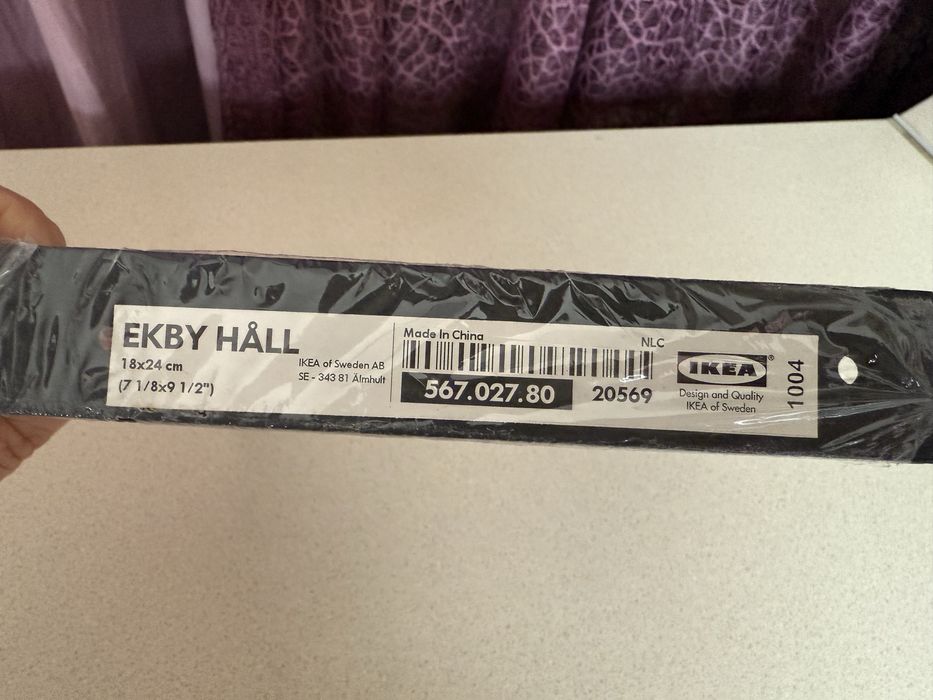 EKBY HÅLL
18x24 cm
(7 1/8x9 1/2")
IKEA of Sweden AB
SE - 343 81 Älmhult
Made In China
NLC
567.027.80
20569
IKEA®
Design and Quality
IKEA of Sweden
1004